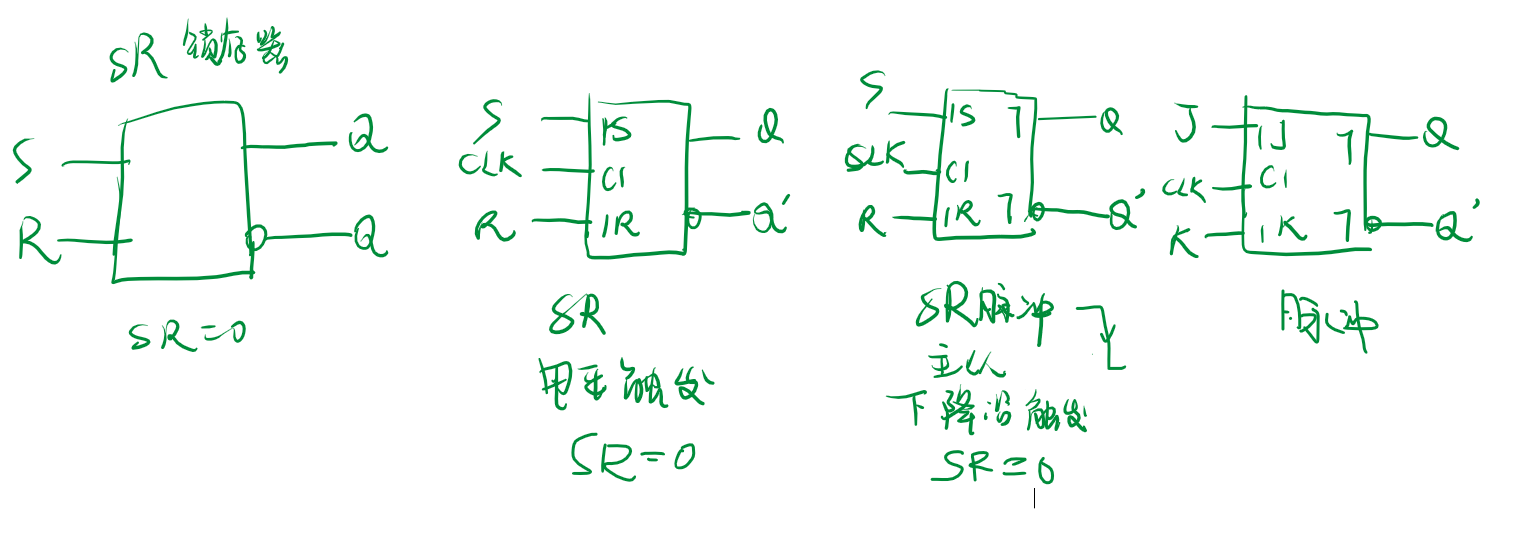 SR 锁存器
S
R
Q
Q
SR=0
S
CLK
R
1S
C1
1R
Q
Q'
SR
电平触发
SR=0
S
CLK
R
1S ㄱ
C1
1R ㄱ
Q
Q'
SR脉冲
主从
下降沿触发
SR=0
J
CLK
K
1J ㄱ
C1
1K ㄱ
Q
Q'
脉冲